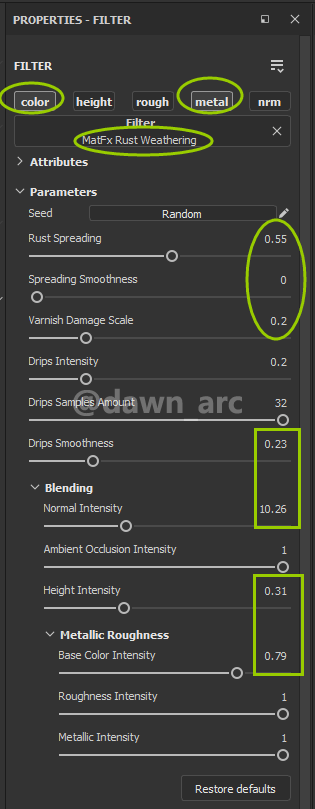 PROPERTIES - FILTER
FILTER
color height rough metal nrm
Filter
MatFx Rust Weathering
Attributes
Parameters
Seed Random
Rust Spreading 0.55
Spreading Smoothness 0
Varnish Damage Scale 0.2
Drips Intensity 0.2
@dawn_arc
Drips Samples Amount 32
Drips Smoothness 0.23
Blending
Normal Intensity 10.26
Ambient Occlusion Intensity 1
Height Intensity 0.31
Metallic Roughness
Base Color Intensity 0.79
Roughness Intensity 1
Metallic Intensity 1
Restore defaults